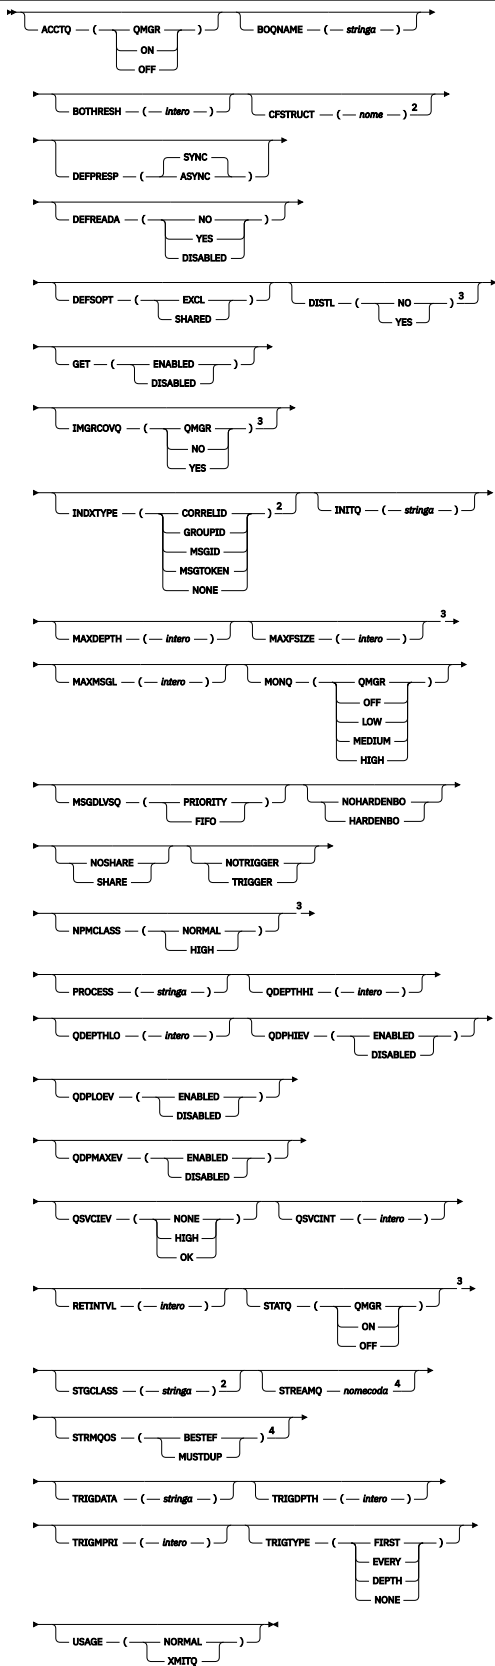 ACCTQ ( QMGR ) BOQNAME ( stringa )
ON
OFF
BOTHRESH ( intero ) CFSTRUCT ( nome ) 2
SYNC
DEFPRESP ( ASYNC )
DEFREADA ( NO )
YES
DISABLED
DEFSOPT ( EXCL ) DISTL ( NO ) 3
SHARED YES
GET ( ENABLED )
DISABLED
IMGRCOVQ ( QMGR ) 3
NO
YES
INDXTYPE ( CORRELID ) 2 INITQ ( stringa )
GROUPID
MSGID
MSGTOKEN
NONE
MAXDEPTH ( intero ) MAXFSIZE ( intero ) 3
MAXMSGL ( intero ) MONQ ( QMGR )
OFF
LOW
MEDIUM
HIGH
MSGDLVSQ ( PRIORITY ) NOHARDENBO
FIFO HARDENBO
NOSHARE NOTRIGGER
SHARE TRIGGER
NPMCLASS ( NORMAL ) 3
HIGH
PROCESS ( stringa ) QDEPTHHI ( intero )
QDEPTHLO ( intero ) QDPHIEV ( ENABLED )
DISABLED
QDPLOEV ( ENABLED )
DISABLED
QDPMAXEV ( ENABLED )
DISABLED
QSVCIEV ( NONE ) QSVCINT ( intero )
HIGH
OK
RETINTVL ( intero ) STATQ ( QMGR ) 3
ON
OFF
STGCLASS ( stringa ) 2 STREAMQ nomecoda 4
STRMQOS ( BESTEF ) 4
MUSTDUP
TRIGDATA ( stringa ) TRIGDPTH ( intero )
TRIGMPRI ( intero ) TRIGTYPE ( FIRST )
EVERY
DEPTH
NONE
USAGE ( NORMAL )
XMITQ